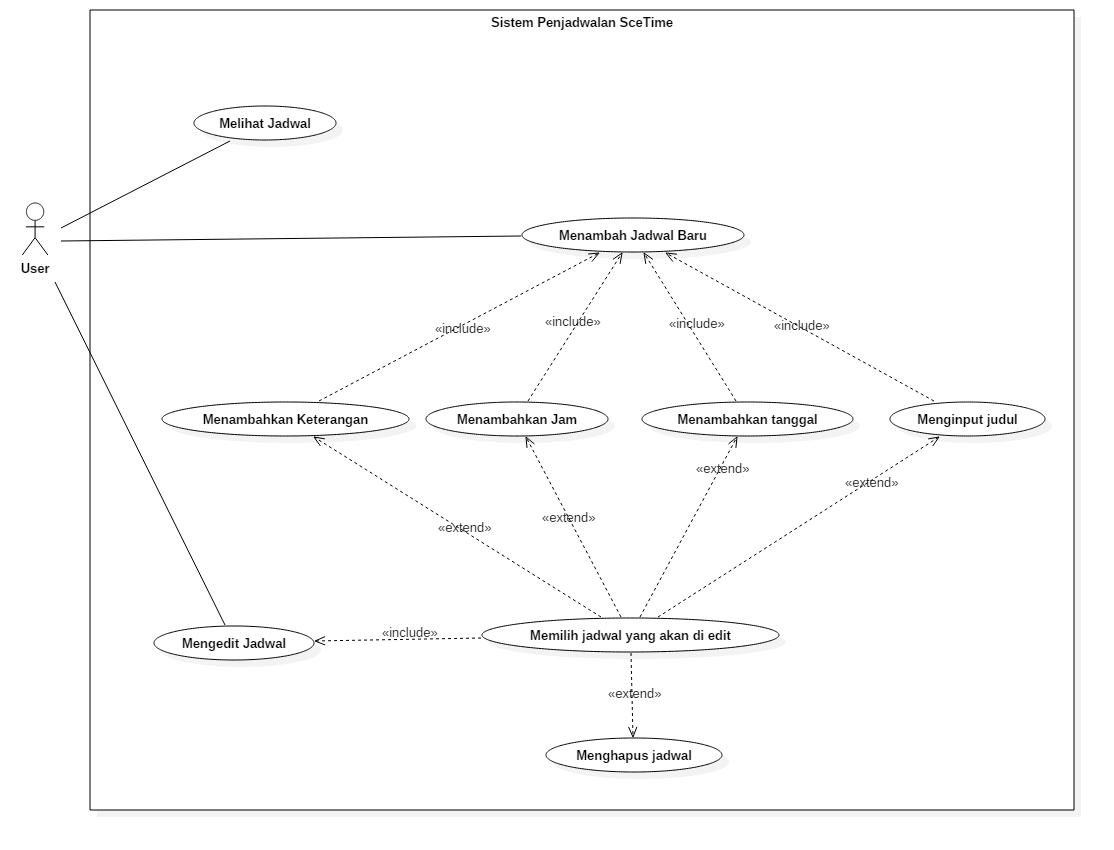 Sistem Penjadwalan SceTime
Melihat Jadwal
User
Menambah Jadwal Baru
«include»
«include»
«include»
«include»
Menambahkan Keterangan
Menambahkan Jam
Menambahkan tanggal
Menginput judul
«extend»
«extend»
«extend»
«extend»
Mengedit Jadwal
«include»
Memilih jadwal yang akan di edit
«extend»
Menghapus jadwal